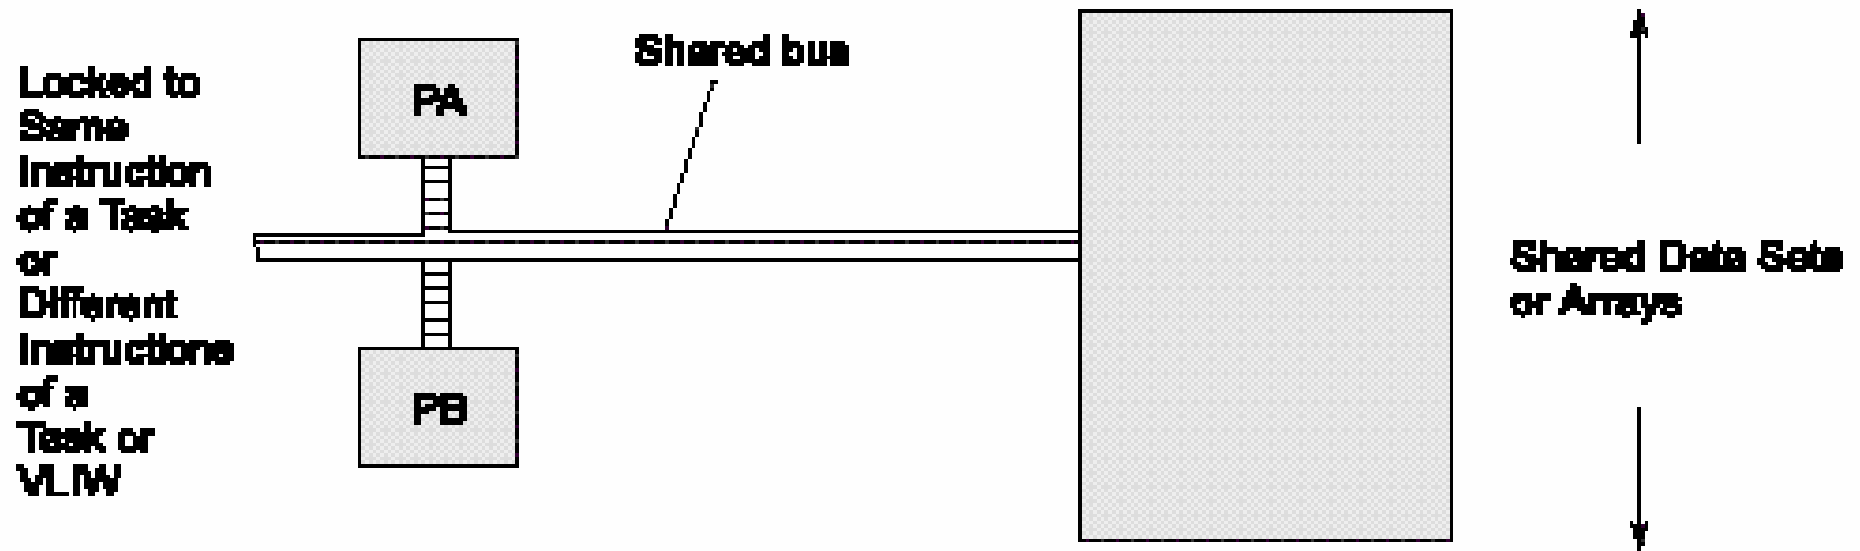 Locked to
Same
Instruction
of a Task
or
Different
Instructions
of a
Task or
VLIW
PA
PB
Shared bus
Shared Data Sets
or Arrays